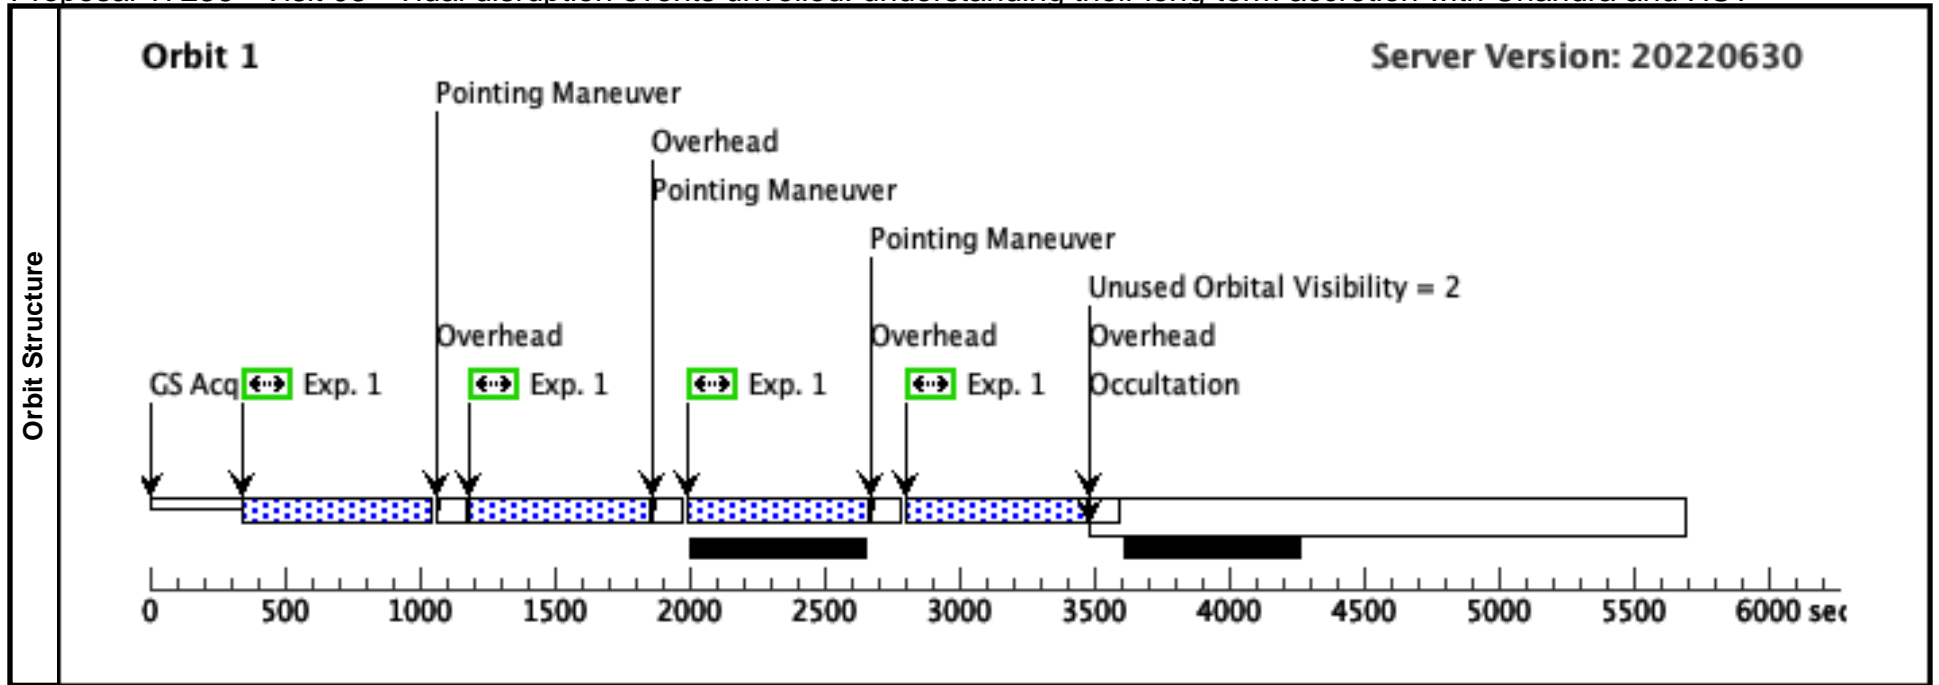 Orbit Structure
Orbit 1
Server Version: 20220630
Pointing Maneuver
Overhead
Pointing Maneuver
Pointing Maneuver
Unused Orbital Visibility = 2
Overhead
Overhead
Overhead
GS Acq
Exp. 1
Exp. 1
Exp. 1
Exp. 1
Occultation
0
500
1000
1500
2000
2500
3000
3500
4000
4500
5000
5500
6000 sec